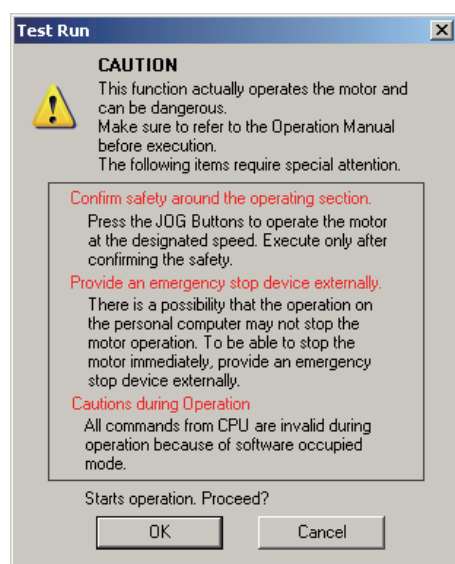 Test Run
CAUTION
This function actually operates the motor and
can be dangerous.
Make sure to refer to the Operation Manual
before execution.
The following items require special attention.
Confirm safety around the operating section.
Press the JOG Buttons to operate the motor
at the designated speed. Execute only after
confirming the safety.
Provide an emergency stop device externally.
There is a possibility that the operation on
the personal computer may not stop the
motor operation. To be able to stop the
motor immediately, provide an emergency
stop device externally.
Cautions during Operation
All commands from CPU are invalid during
operation because of software occupied
mode.
Starts operation. Proceed?
OK
Cancel